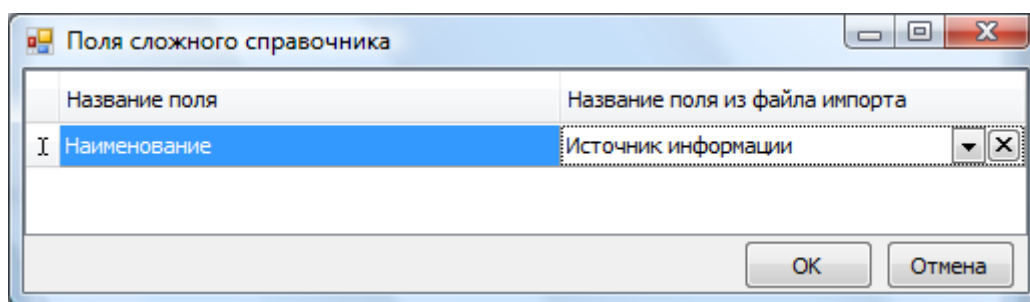 Поля сложного справочника
Название поля Название поля из файла импорта
Наименование Источник информации
OK Отмена